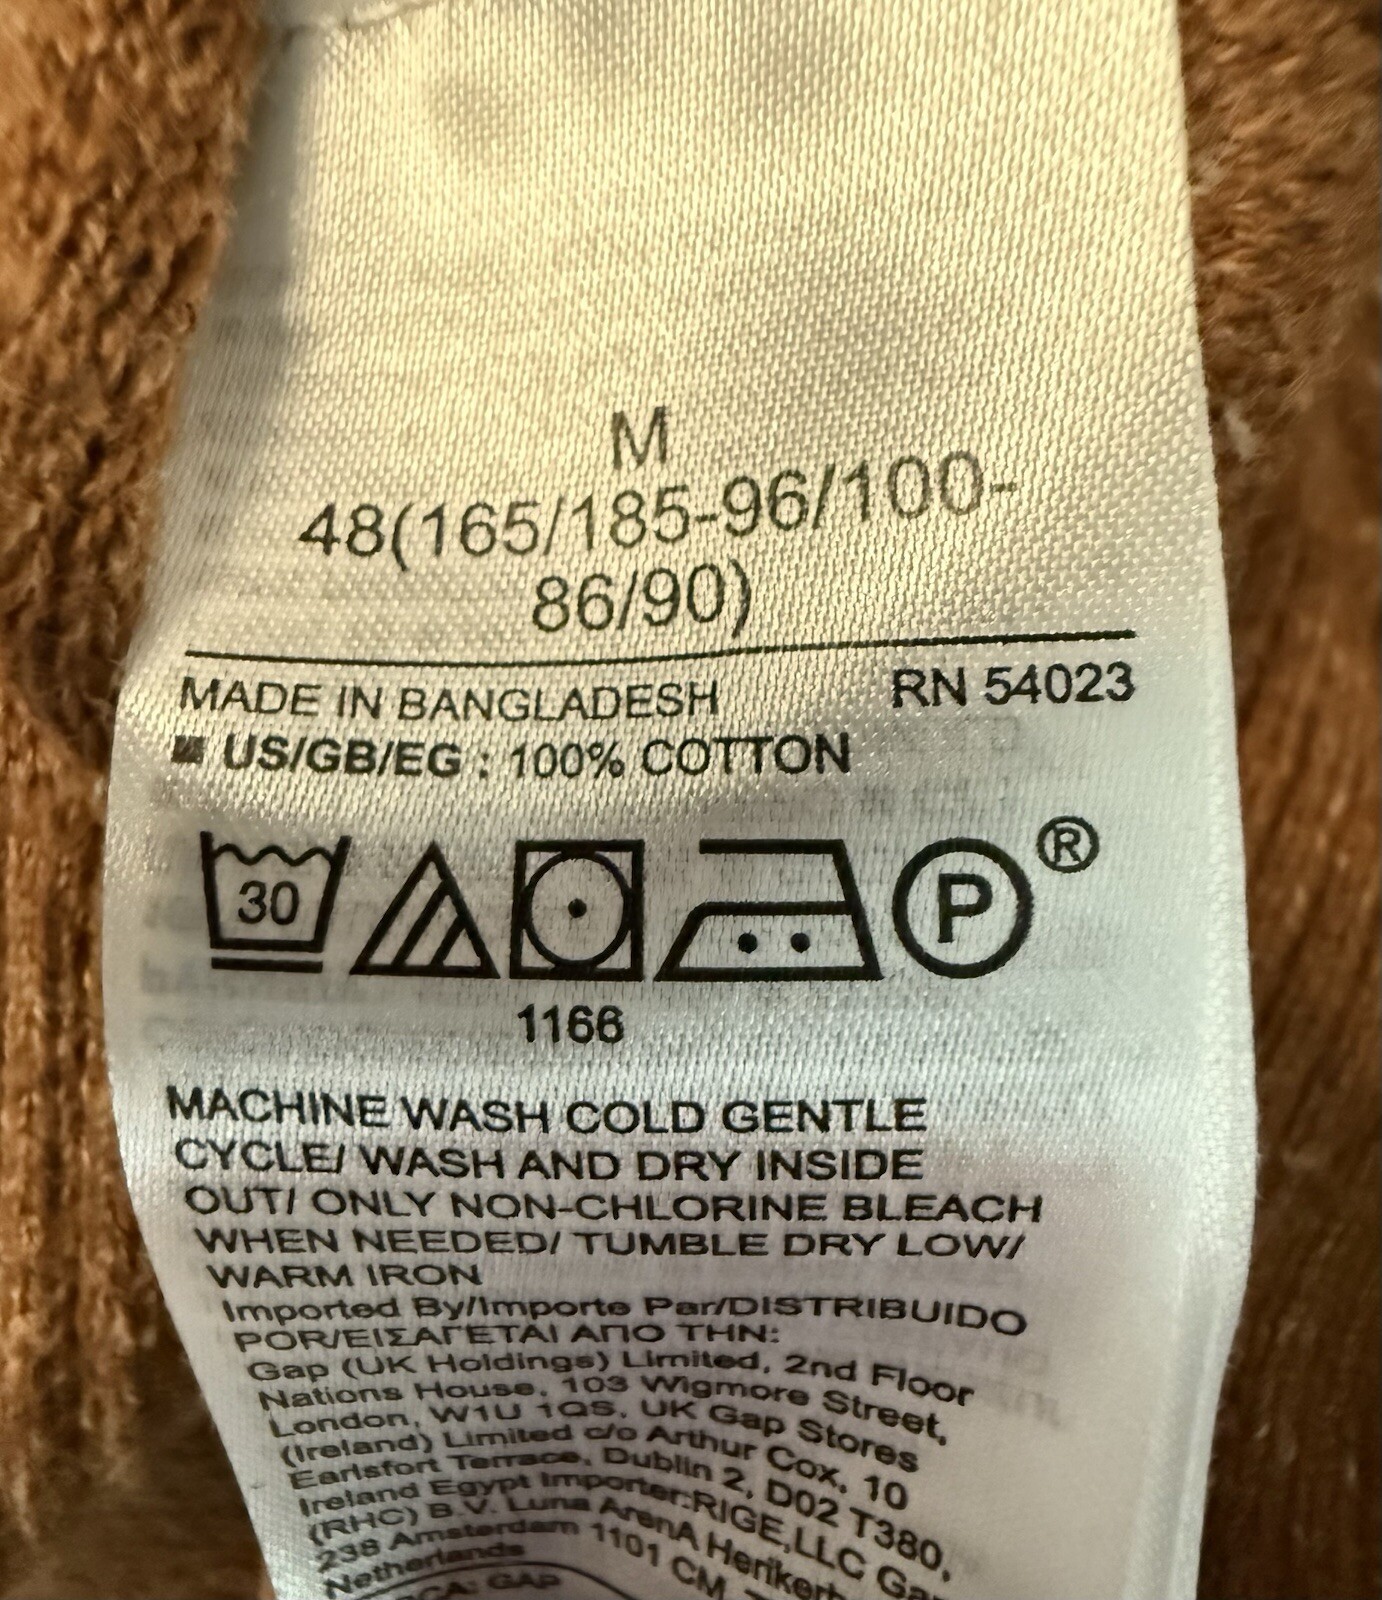 M
48(165/185-96/100-
86/90)
MADE IN BANGLADESH RN 54023
US/GB/EG : 100% COTTON
30 P ®
1166
MACHINE WASH COLD GENTLE
CYCLE/ WASH AND DRY INSIDE
OUT/ ONLY NON-CHLORINE BLEACH
WHEN NEEDED/ TUMBLE DRY LOW/
WARM IRON
Imported By/Importe Par/DISTRIBUIDO
POR/ΕΙΣΑΓΕΤΑΙ ΑΠΟ ΤΗΝ:
Gap (UK Holdings) Limited, 2nd Floor
Nations House, 103 Wigmore Street,
London, W1U 1QS, UK Gap Stores
(Ireland) Limited c/o Arthur Cox, 10
Earlsfort Terrace, Dublin 2, D02 T380,
Ireland Egypt Importer:RIGE,LLC
(RHC) B.V. Luna ArenA
238 Amsterdam 1101 CM
Netherlands
GAP